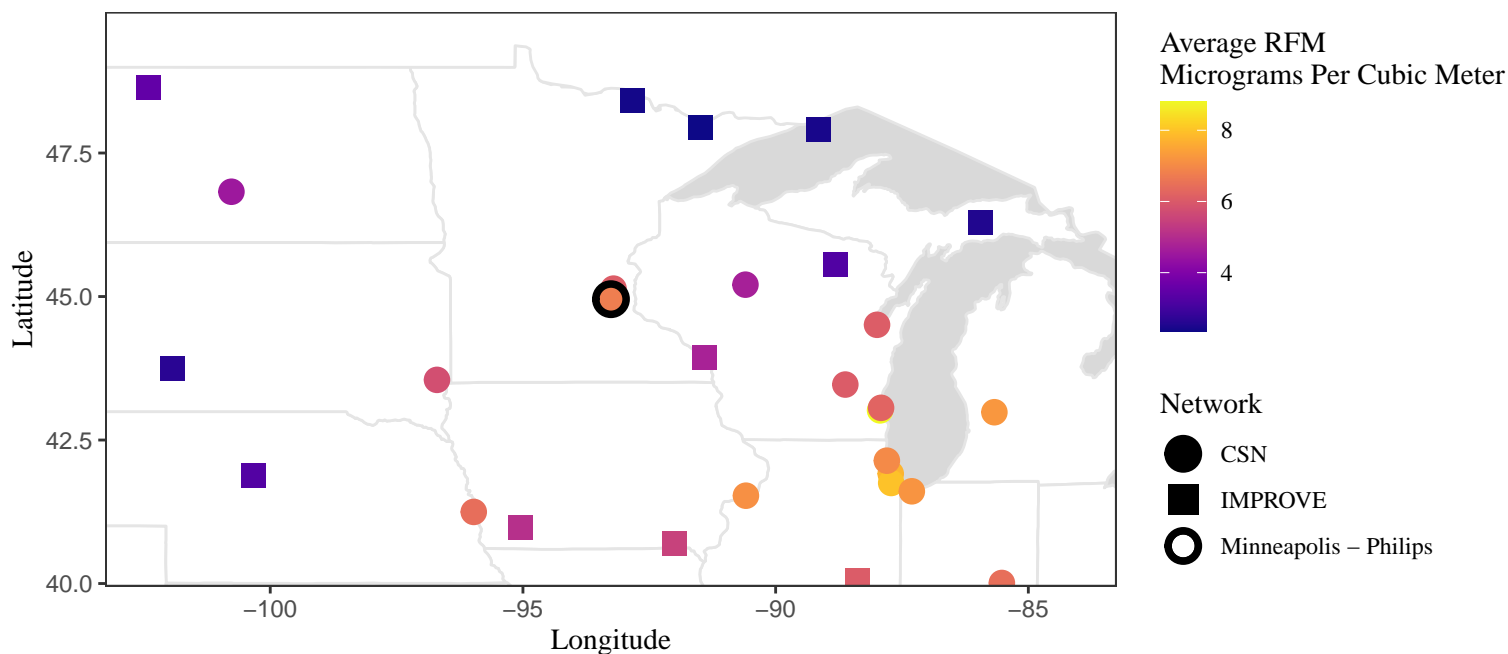 Average RFM
Micrograms Per Cubic Meter
8
6
4
Network
CSN
IMPROVE
Minneapolis − Philips
Latitude
47.5
45.0
42.5
40.0
−100
−95
−90
−85
Longitude